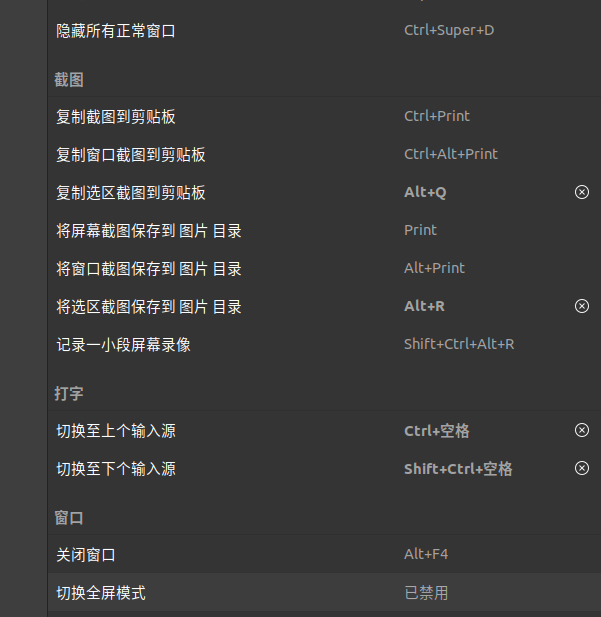 隐藏所有正常窗口 Ctrl+Super+D
截图
复制截图到剪贴板 Ctrl+Print
复制窗口截图到剪贴板 Ctrl+Alt+Print
复制选区截图到剪贴板 Alt+Q
将屏幕截图保存到 图片 目录 Print
将窗口截图保存到 图片 目录 Alt+Print
将选区截图保存到 图片 目录 Alt+R
记录一小段屏幕录像 Shift+Ctrl+Alt+R
打字
切换至上个输入源 Ctrl+空格
切换至下个输入源 Shift+Ctrl+空格
窗口
关闭窗口 Alt+F4
切换全屏模式 已禁用